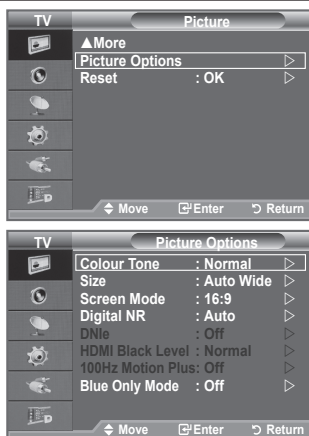 TV Picture
▲More
Picture Options ▷
Reset : OK ▷
Move Enter Return
TV Picture Options
Colour Tone : Normal ▷
Size : Auto Wide ▷
Screen Mode : 16:9 ▷
Digital NR : Auto ▷
DNIe : Off ▷
HDMI Black Level : Normal ▷
100Hz Motion Plus: Off ▷
Blue Only Mode : Off ▷
Move Enter Return